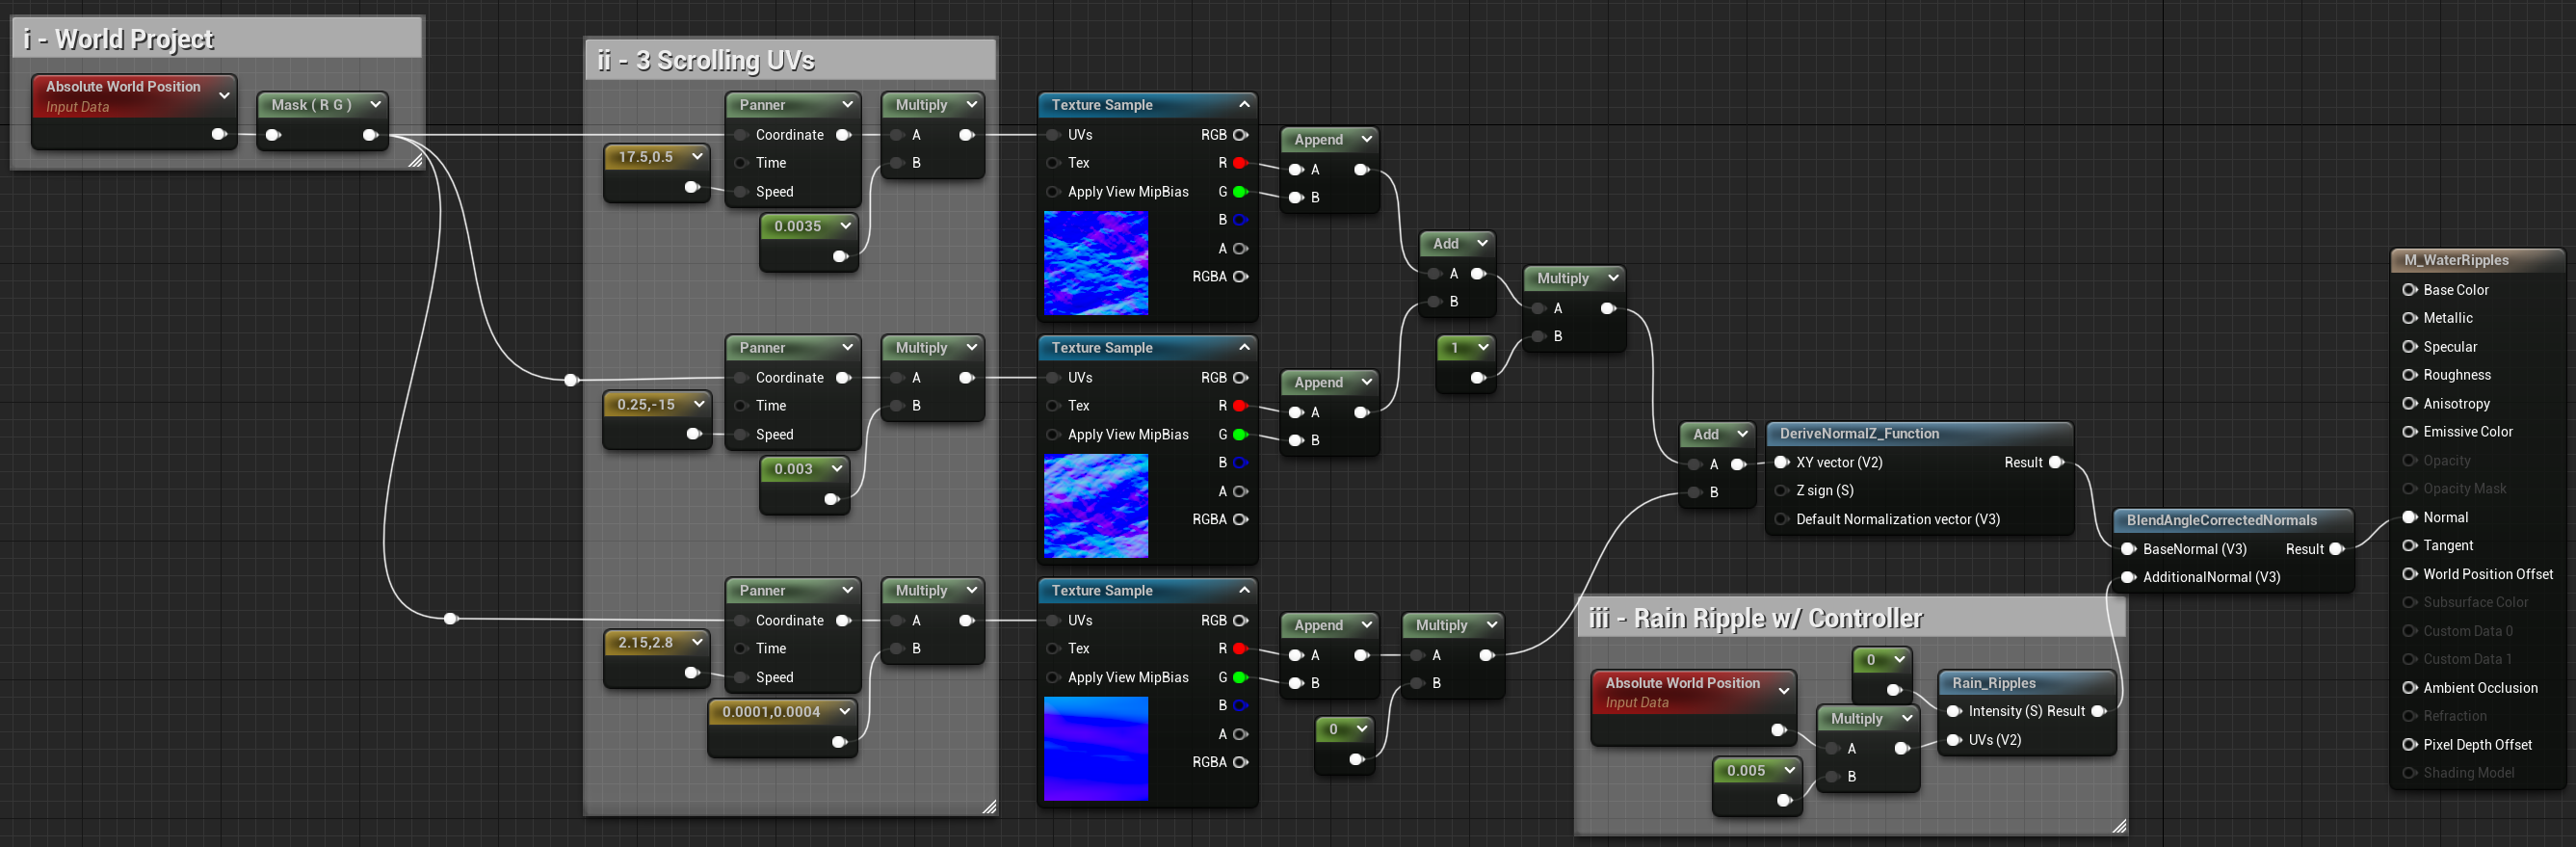 i - World Project
Absolute World Position
Input Data
Mask ( R G )
ii - 3 Scrolling UVs
Panner
Coordinate
Time
Speed
17.5,0.5
0.0035
Multiply
A
B
Texture Sample
UVs
Tex
Apply View MipBias
RGB
R
G
B
A
RGBA
Append
A
B
Panner
Coordinate
Time
Speed
0.25,-15
0.003
Multiply
A
B
Texture Sample
UVs
Tex
Apply View MipBias
RGB
R
G
B
A
RGBA
Append
A
B
Panner
Coordinate
Time
Speed
2.15,2.8
0.0001,0.0004
Multiply
A
B
Texture Sample
UVs
Tex
Apply View MipBias
RGB
R
G
B
A
RGBA
Append
A
B
Multiply
A
B
0
Add
A
B
Multiply
A
B
1
Add
A
B
DeriveNormalZ_Function
XY vector (V2) Result
Z sign (S)
Default Normalization vector (V3)
iii - Rain Ripple w/ Controller
Absolute World Position
Input Data
0.005
Multiply
A
B
0
Rain_Ripples
Intensity (S) Result
UVs (V2)
BlendAngleCorrectedNormals
BaseNormal (V3) Result
AdditionalNormal (V3)
M_WaterRipples
Base Color
Metallic
Specular
Roughness
Anisotropy
Emissive Color
Opacity
Opacity Mask
Normal
Tangent
World Position Offset
Subsurface Color
Custom Data 0
Custom Data 1
Ambient Occlusion
Refraction
Pixel Depth Offset
Shading Model